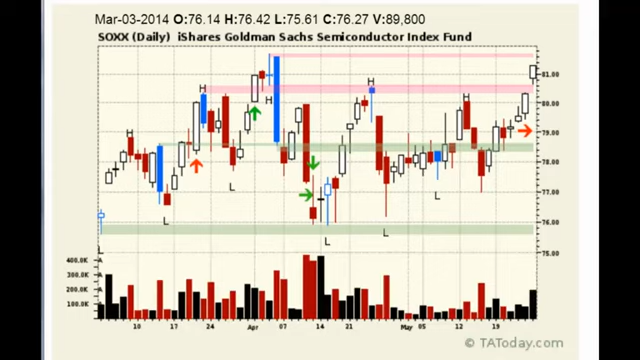 Mar-03-2014 O:76.14 H:76.42 L:75.61 C:76.27 V:89,800
SOXX (Daily) iShares Goldman Sachs Semiconductor Index Fund
H
H
H
H
H
L
L
L
L
L
L
81.00
80.00
79.00
78.00
77.00
76.00
75.00
400.0K
300.0K
200.0K
100.0K
10 17 24 Apr 07 14 21 May 05 12 19
© TAToday.com